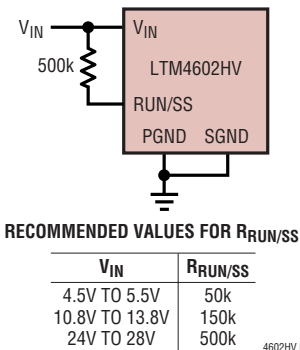 VIN
VIN
500k
LTM4602HV
RUN/SS
PGND SGND
RECOMMENDED VALUES FOR RRUN/SS
VIN RRUN/SS
4.5V TO 5.5V 50k
10.8V TO 13.8V 150k
24V TO 28V 500k
4602HV